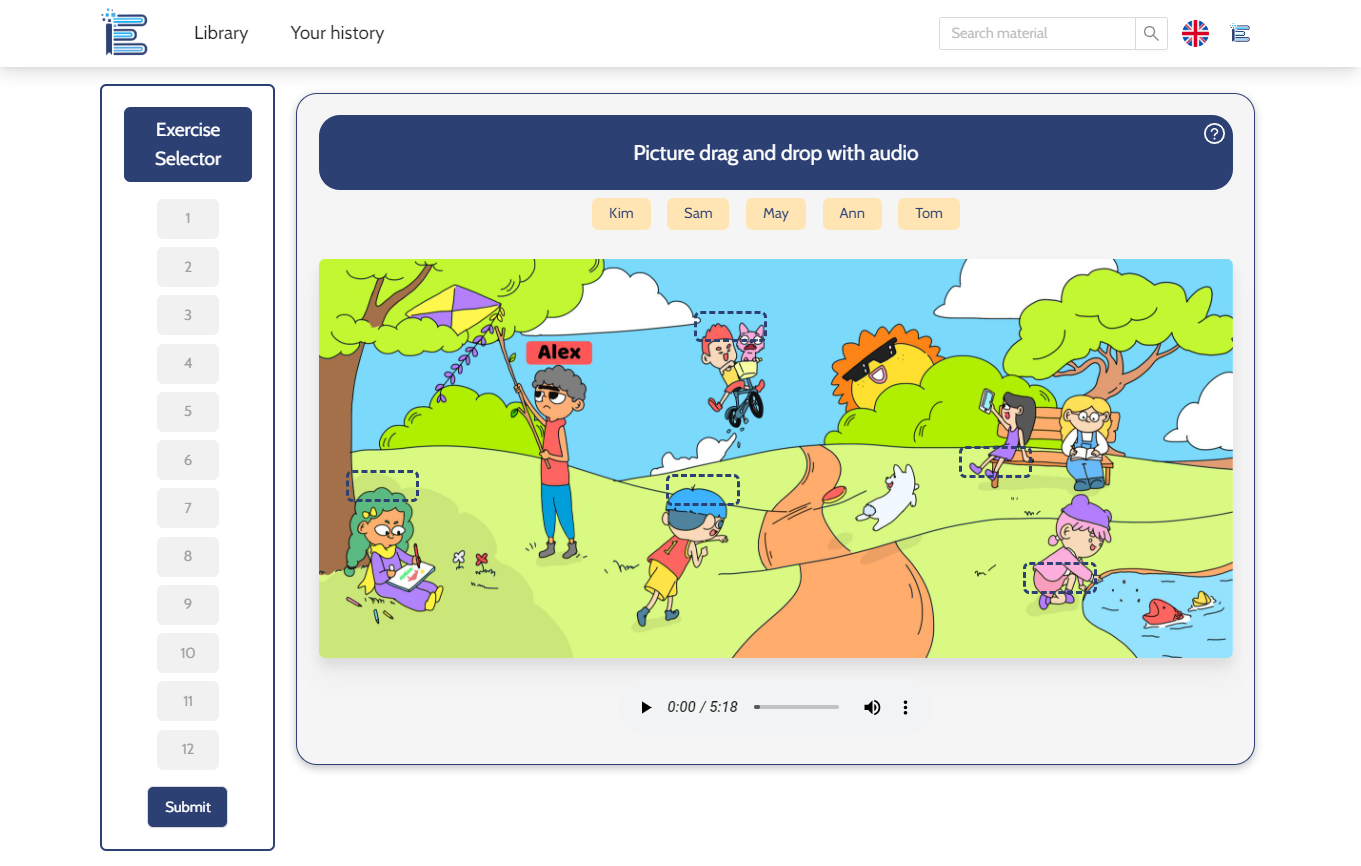 Library
Your history
Search material
Exercise
Selector
1
2
3
4
5
6
7
8
9
10
11
12
Submit
Picture drag and drop with audio
?
Kim
Sam
May
Ann
Tom
Alex
1
0:00 / 5:18